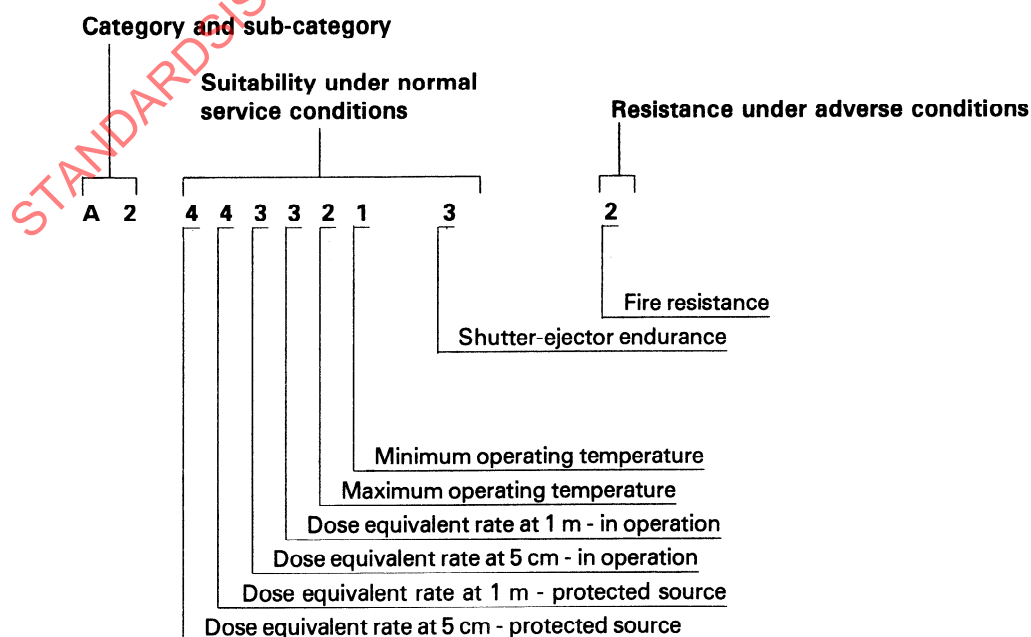 Category and sub-category
Suitability under normal
service conditions
Resistance under adverse conditions
A 2 4 4 3 3 2 1 3 2
Fire resistance
Shutter-ejector endurance
Minimum operating temperature
Maximum operating temperature
Dose equivalent rate at 1 m - in operation
Dose equivalent rate at 5 cm - in operation
Dose equivalent rate at 1 m - protected source
Dose equivalent rate at 5 cm - protected source
STANDARDSIS